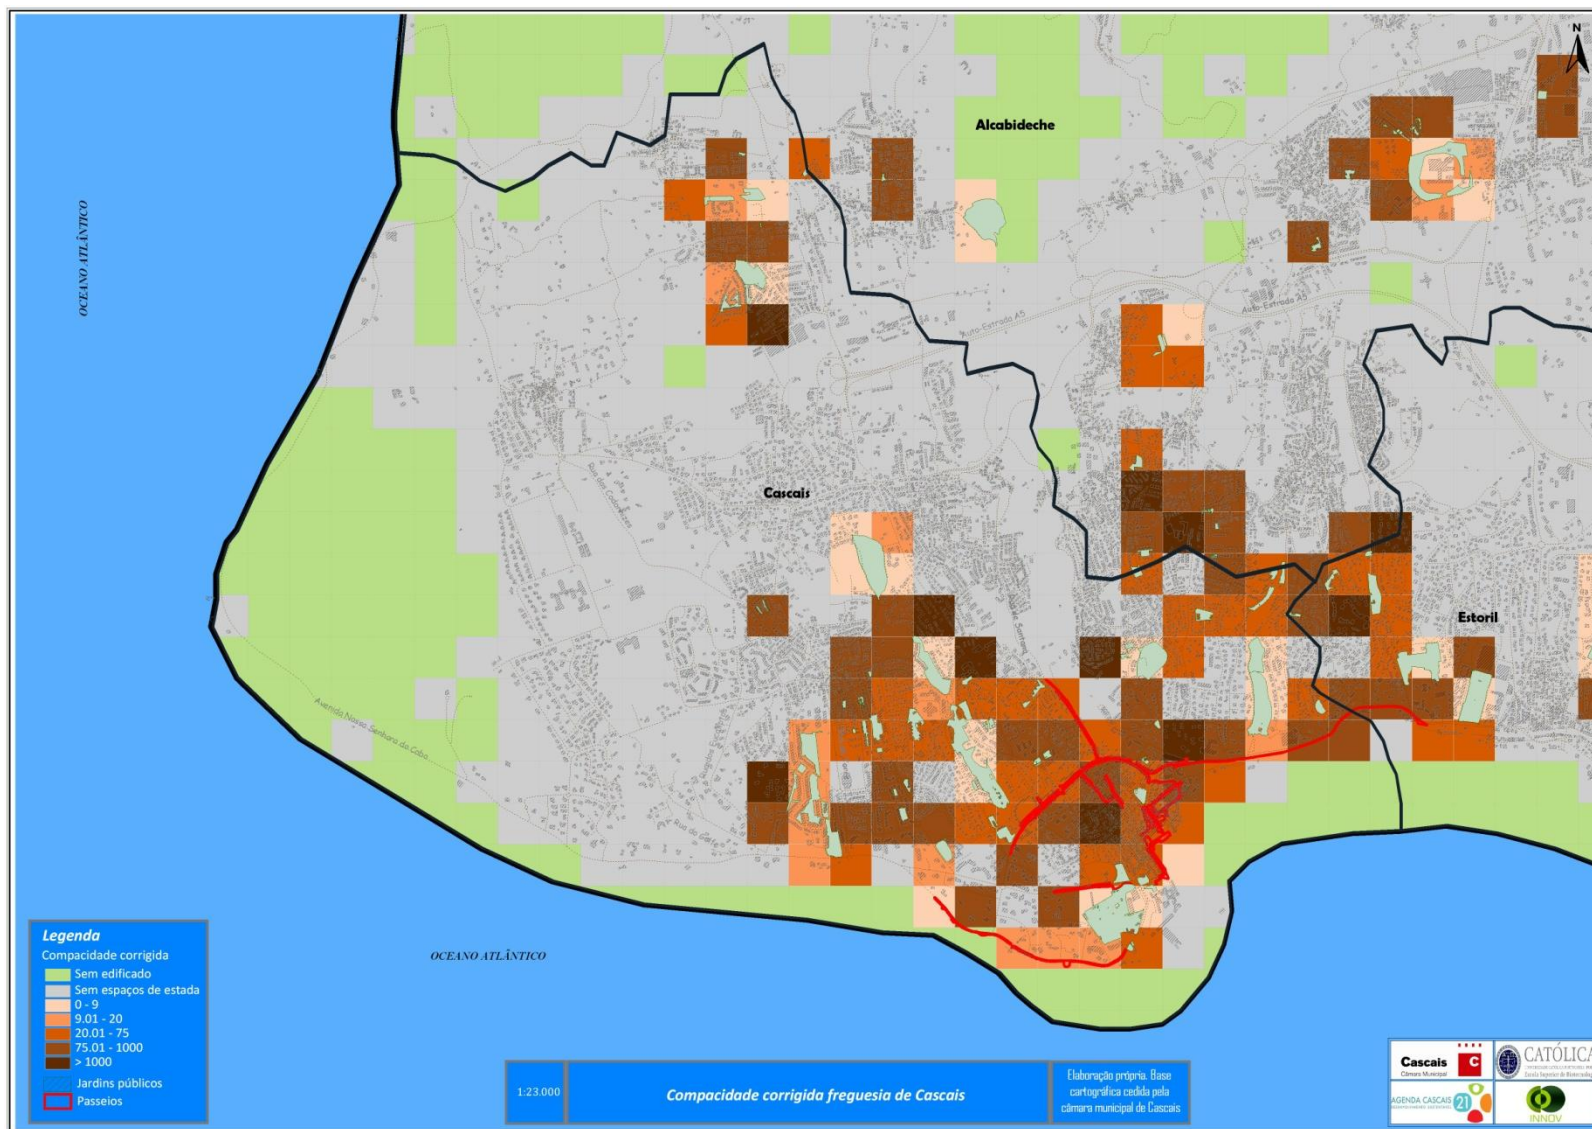 N
Alcabideche
OCEANO ATLÂNTICO
Auto-Estrada A5
Auto-Estrada A5
Cascais
Estoril
Avenida Nossa Senhora do Cabo
OCEANO ATLÂNTICO
Legenda
Compacidade corrigida
Sem edificado
Sem espaços de estada
0 - 9
9.01 - 20
20.01 - 75
75.01 - 1000
> 1000
Jardins públicos
Passeios
1:23.000
Compacidade corrigida freguesia de Cascais
Elaboração própria. Base
cartográfica cedida pela
câmara municipal de Cascais
Cascais
Câmara Municipal
C
CATÓLICA
AGENDA CASCAIS
21
INNOV